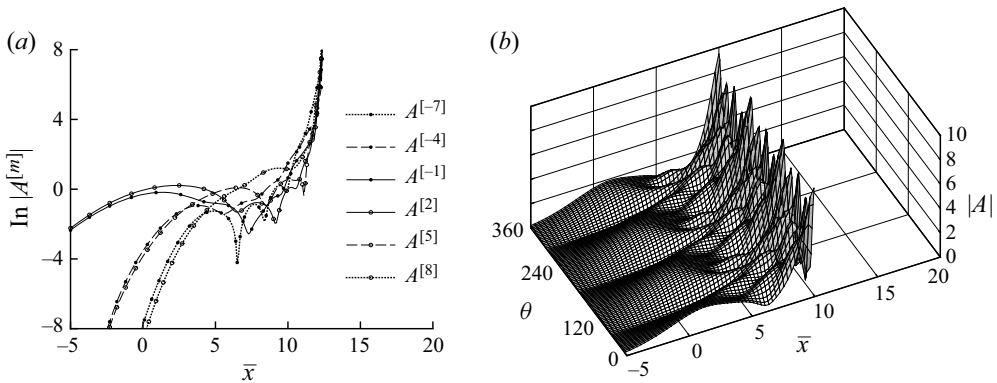 (a)
8
4
0
−4
−8
ln |A^[m]|
−5 0 5 10 15 20
x̅
A^[−7]
A^[−4]
A^[−1]
A^[2]
A^[5]
A^[8]
(b)
10
8
6
4
2
0
|A|
360
240
120
0
θ
−5 0 5 10 15 20
x̅